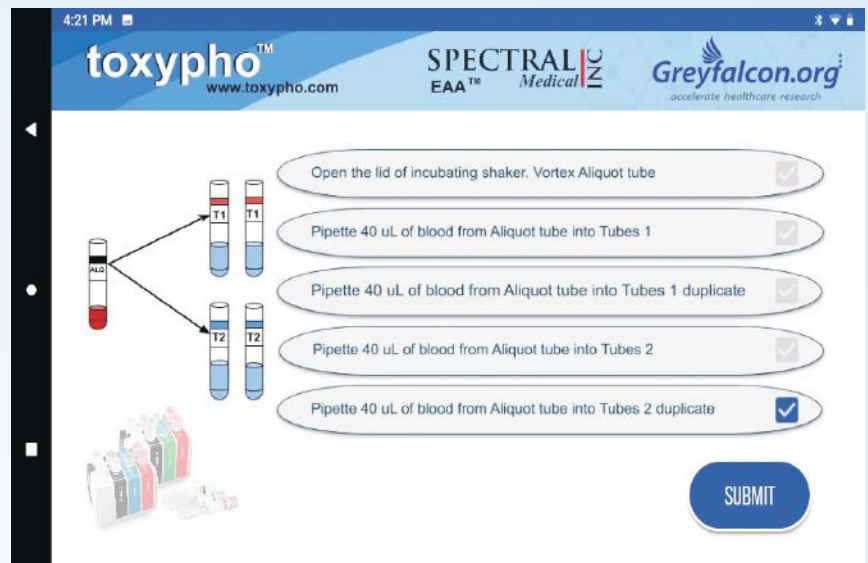 4:21 PM
toxypho™
www.toxypho.com
SPECTRAL
Medical INC
EAA™
Greyfalcon.org
accelerate healthcare research
Open the lid of incubating shaker. Vortex Aliquot tube
Pipette 40 uL of blood from Aliquot tube into Tubes 1
Pipette 40 uL of blood from Aliquot tube into Tubes 1 duplicate
Pipette 40 uL of blood from Aliquot tube into Tubes 2
Pipette 40 uL of blood from Aliquot tube into Tubes 2 duplicate
T1 T1
ALQ
T2 T2
SUBMIT